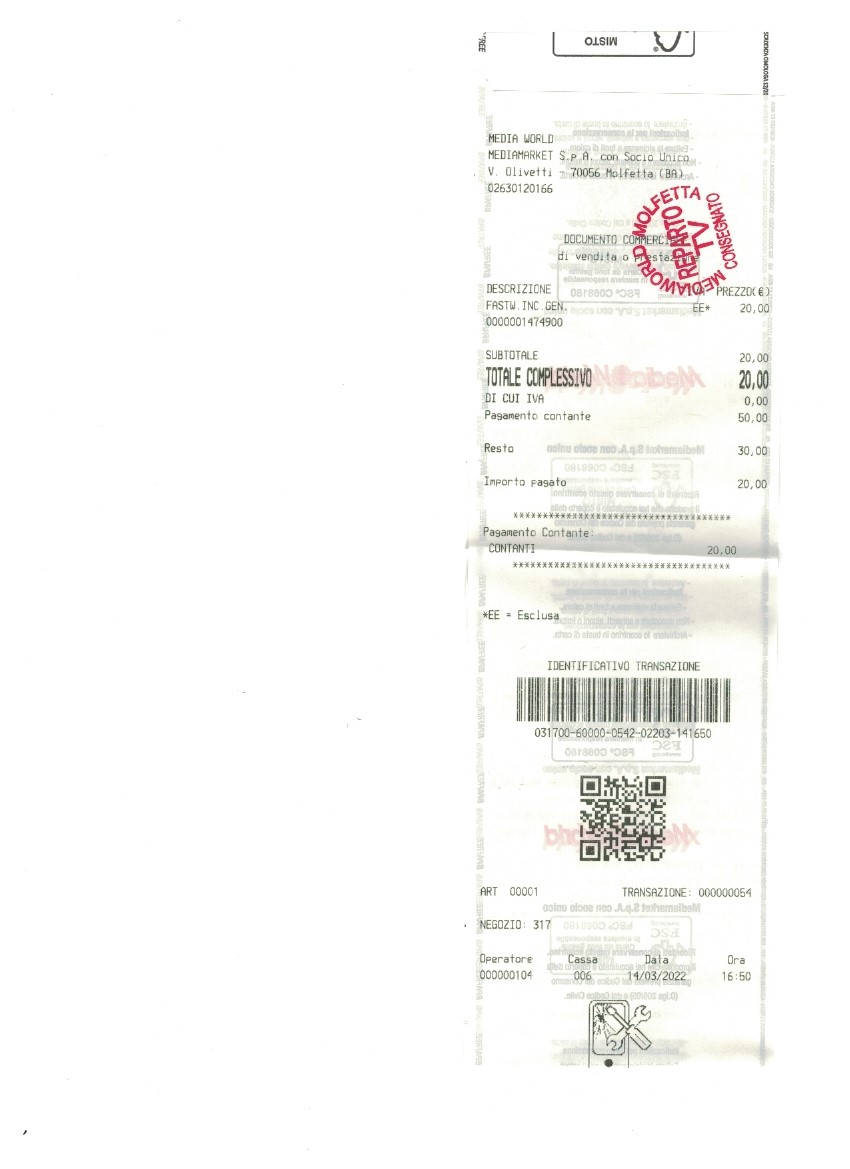 *FREE
MISTO
SCADENZA OMOLOGA
MEDIA WORLD
MEDIAMARKET S.p.A. con Socio Unico
V. Olivetti - 70056 Molfetta (BA)
02630120166
MEDIAWORLD MOLFETTA
REPARTO
TV
CONSEGNATO
DOCUMENTO COMMERCIALE
di vendita o prestazione
DESCRIZIONE PREZZO(€)
FASTW.INC.GEN. EE* 20,00
0000001474900
SUBTOTALE 20,00
TOTALE COMPLESSIVO 20,00
DI CUI IVA 0,00
Pagamento contante 50,00
Resto 30,00
Importo pagato 20,00
*************************************
Pagamento Contante:
CONTANTI 20,00
*************************************
*EE = Esclusa
IDENTIFICATIVO TRANSAZIONE
031700-60000-0542-02203-141650
ART 00001 TRANSAZIONE: 000000054
NEGOZIO: 317
Operatore Cassa Data Ora
000000104 006 14/03/2022 16:50